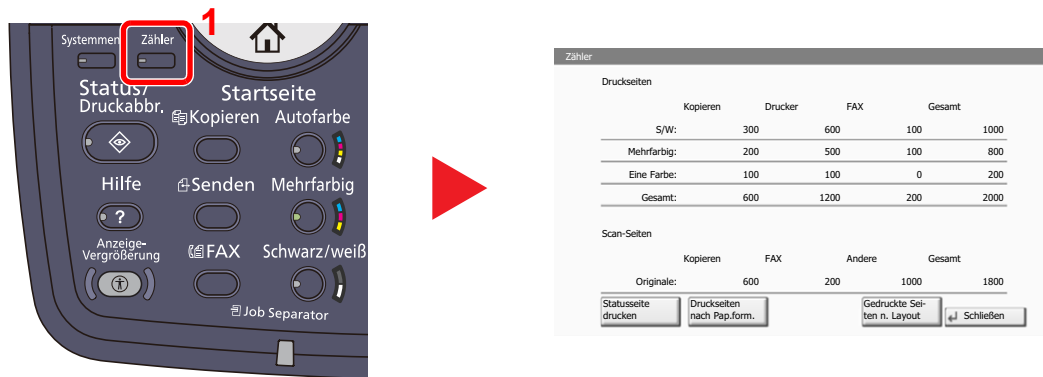 1
Systemmen Zähler
Status/
Druckabbr.
Startseite
Kopieren Autofarbe
Hilfe Senden Mehrfarbig
?
Anzeige-
Vergrößerung
FAX Schwarz/weiß
Job Separator
Zähler
Druckseiten
Kopieren Drucker FAX Gesamt
S/W: 300 600 100 1000
Mehrfarbig: 200 500 100 800
Eine Farbe: 100 100 0 200
Gesamt: 600 1200 200 2000
Scan-Seiten
Kopieren FAX Andere Gesamt
Originale: 600 200 1000 1800
Statusseite
drucken
Druckseiten
nach Pap.form.
Gedruckte Sei-
ten n. Layout
Schließen